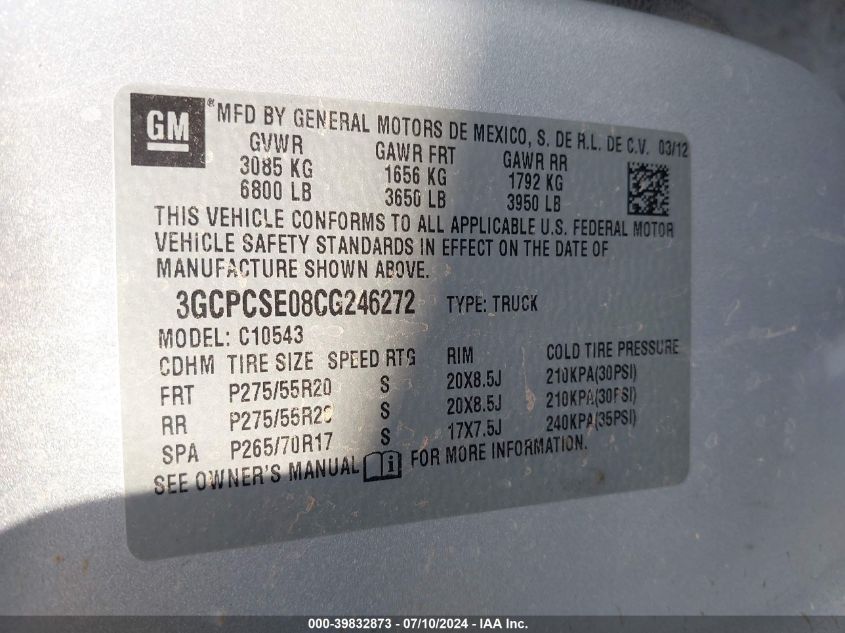 GM ® MFD BY GENERAL MOTORS DE MEXICO, S. DE R.L. DE C.V. 03/12
GVWR GAWR FRT GAWR RR
3085 KG 1656 KG 1792 KG
6800 LB 3650 LB 3950 LB
THIS VEHICLE CONFORMS TO ALL APPLICABLE U.S. FEDERAL MOTOR
VEHICLE SAFETY STANDARDS IN EFFECT ON THE DATE OF
MANUFACTURE SHOWN ABOVE.
3GCPCSE08CG246272 TYPE: TRUCK
MODEL: C10543
CDHM TIRE SIZE SPEED RTG RIM COLD TIRE PRESSURE
FRT P275/55R20 S 20X8.5J 210KPA(30PSI)
RR P275/55R20 S 20X8.5J 210KPA(30PSI)
SPA P265/70R17 S 17X7.5J 240KPA(35PSI)
SEE OWNER'S MANUAL FOR MORE INFORMATION.
000-39832873 - 07/10/2024 - IAA Inc.